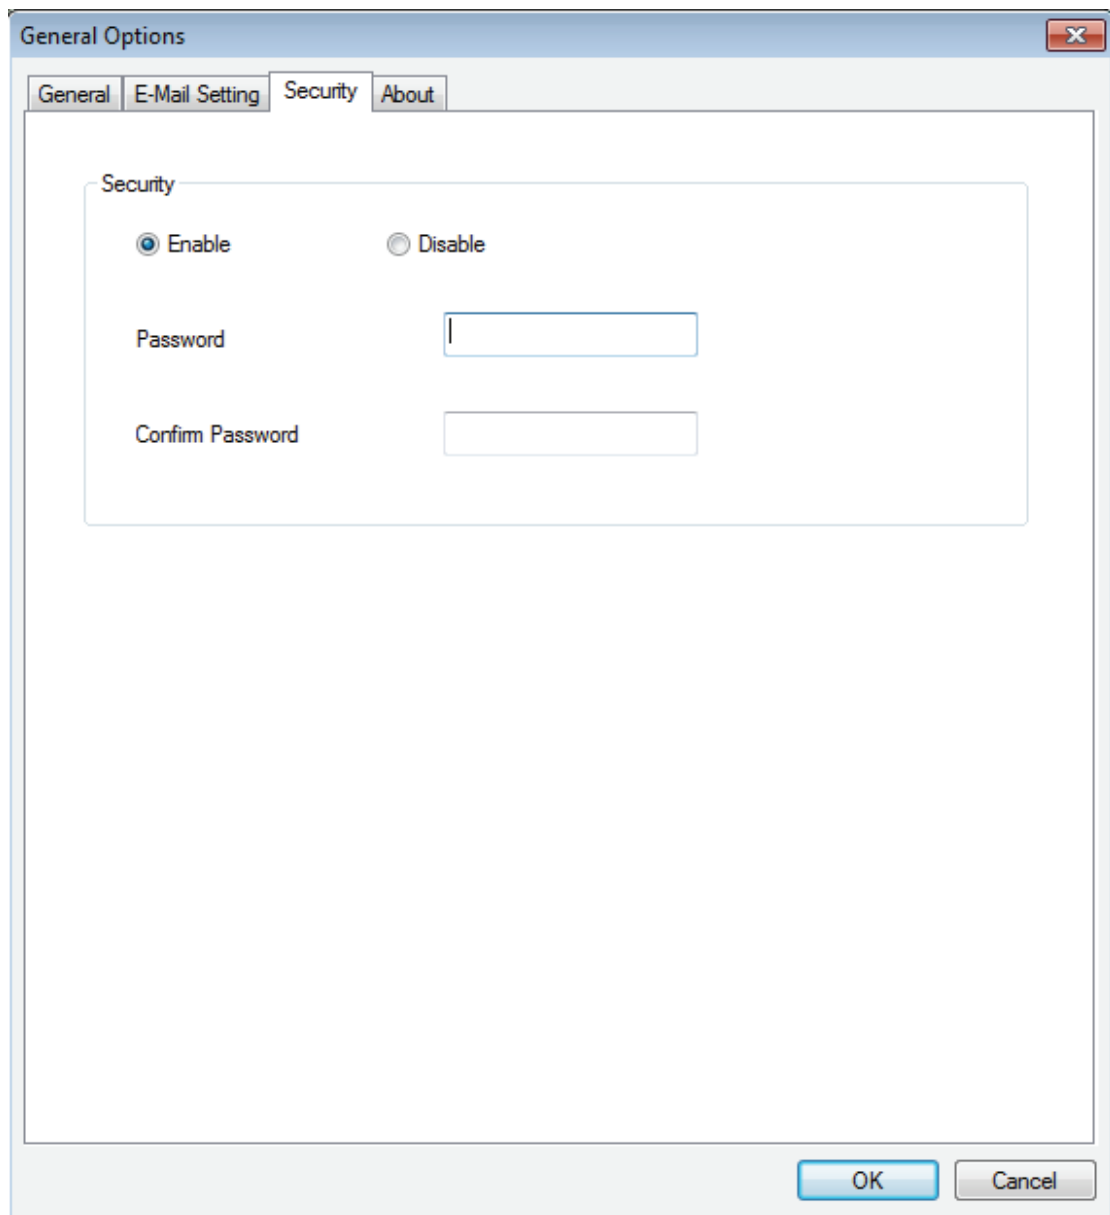 General Options
General E-Mail Setting Security About
Security
Enable Disable
Password
Confirm Password
OK Cancel